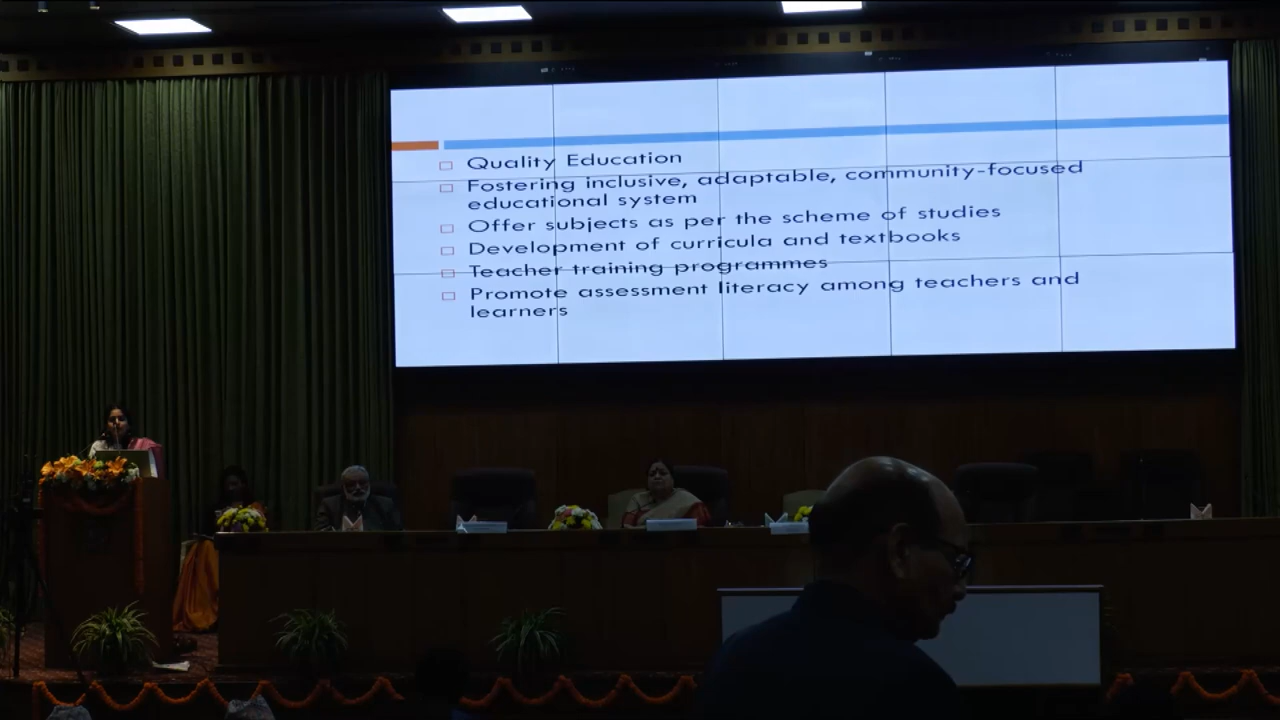 Quality Education
Fostering inclusive, adaptable, community-focused
educational system
Offer subjects as per the scheme of studies
Development of curricula and textbooks
Teacher training programmes
Promote assessment literacy among teachers and
learners